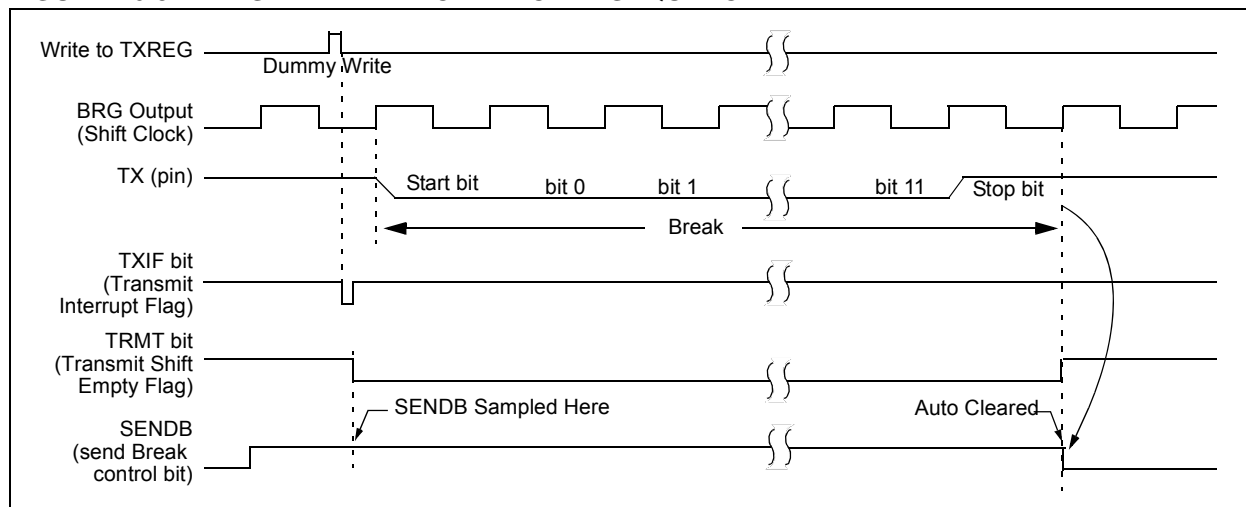 Write to TXREG
Dummy Write
BRG Output
(Shift Clock)
TX (pin)
Start bit
bit 0
bit 1
bit 11
Stop bit
Break
TXIF bit
(Transmit
Interrupt Flag)
TRMT bit
(Transmit Shift
Empty Flag)
SENDB Sampled Here
Auto Cleared
SENDB
(send Break
control bit)